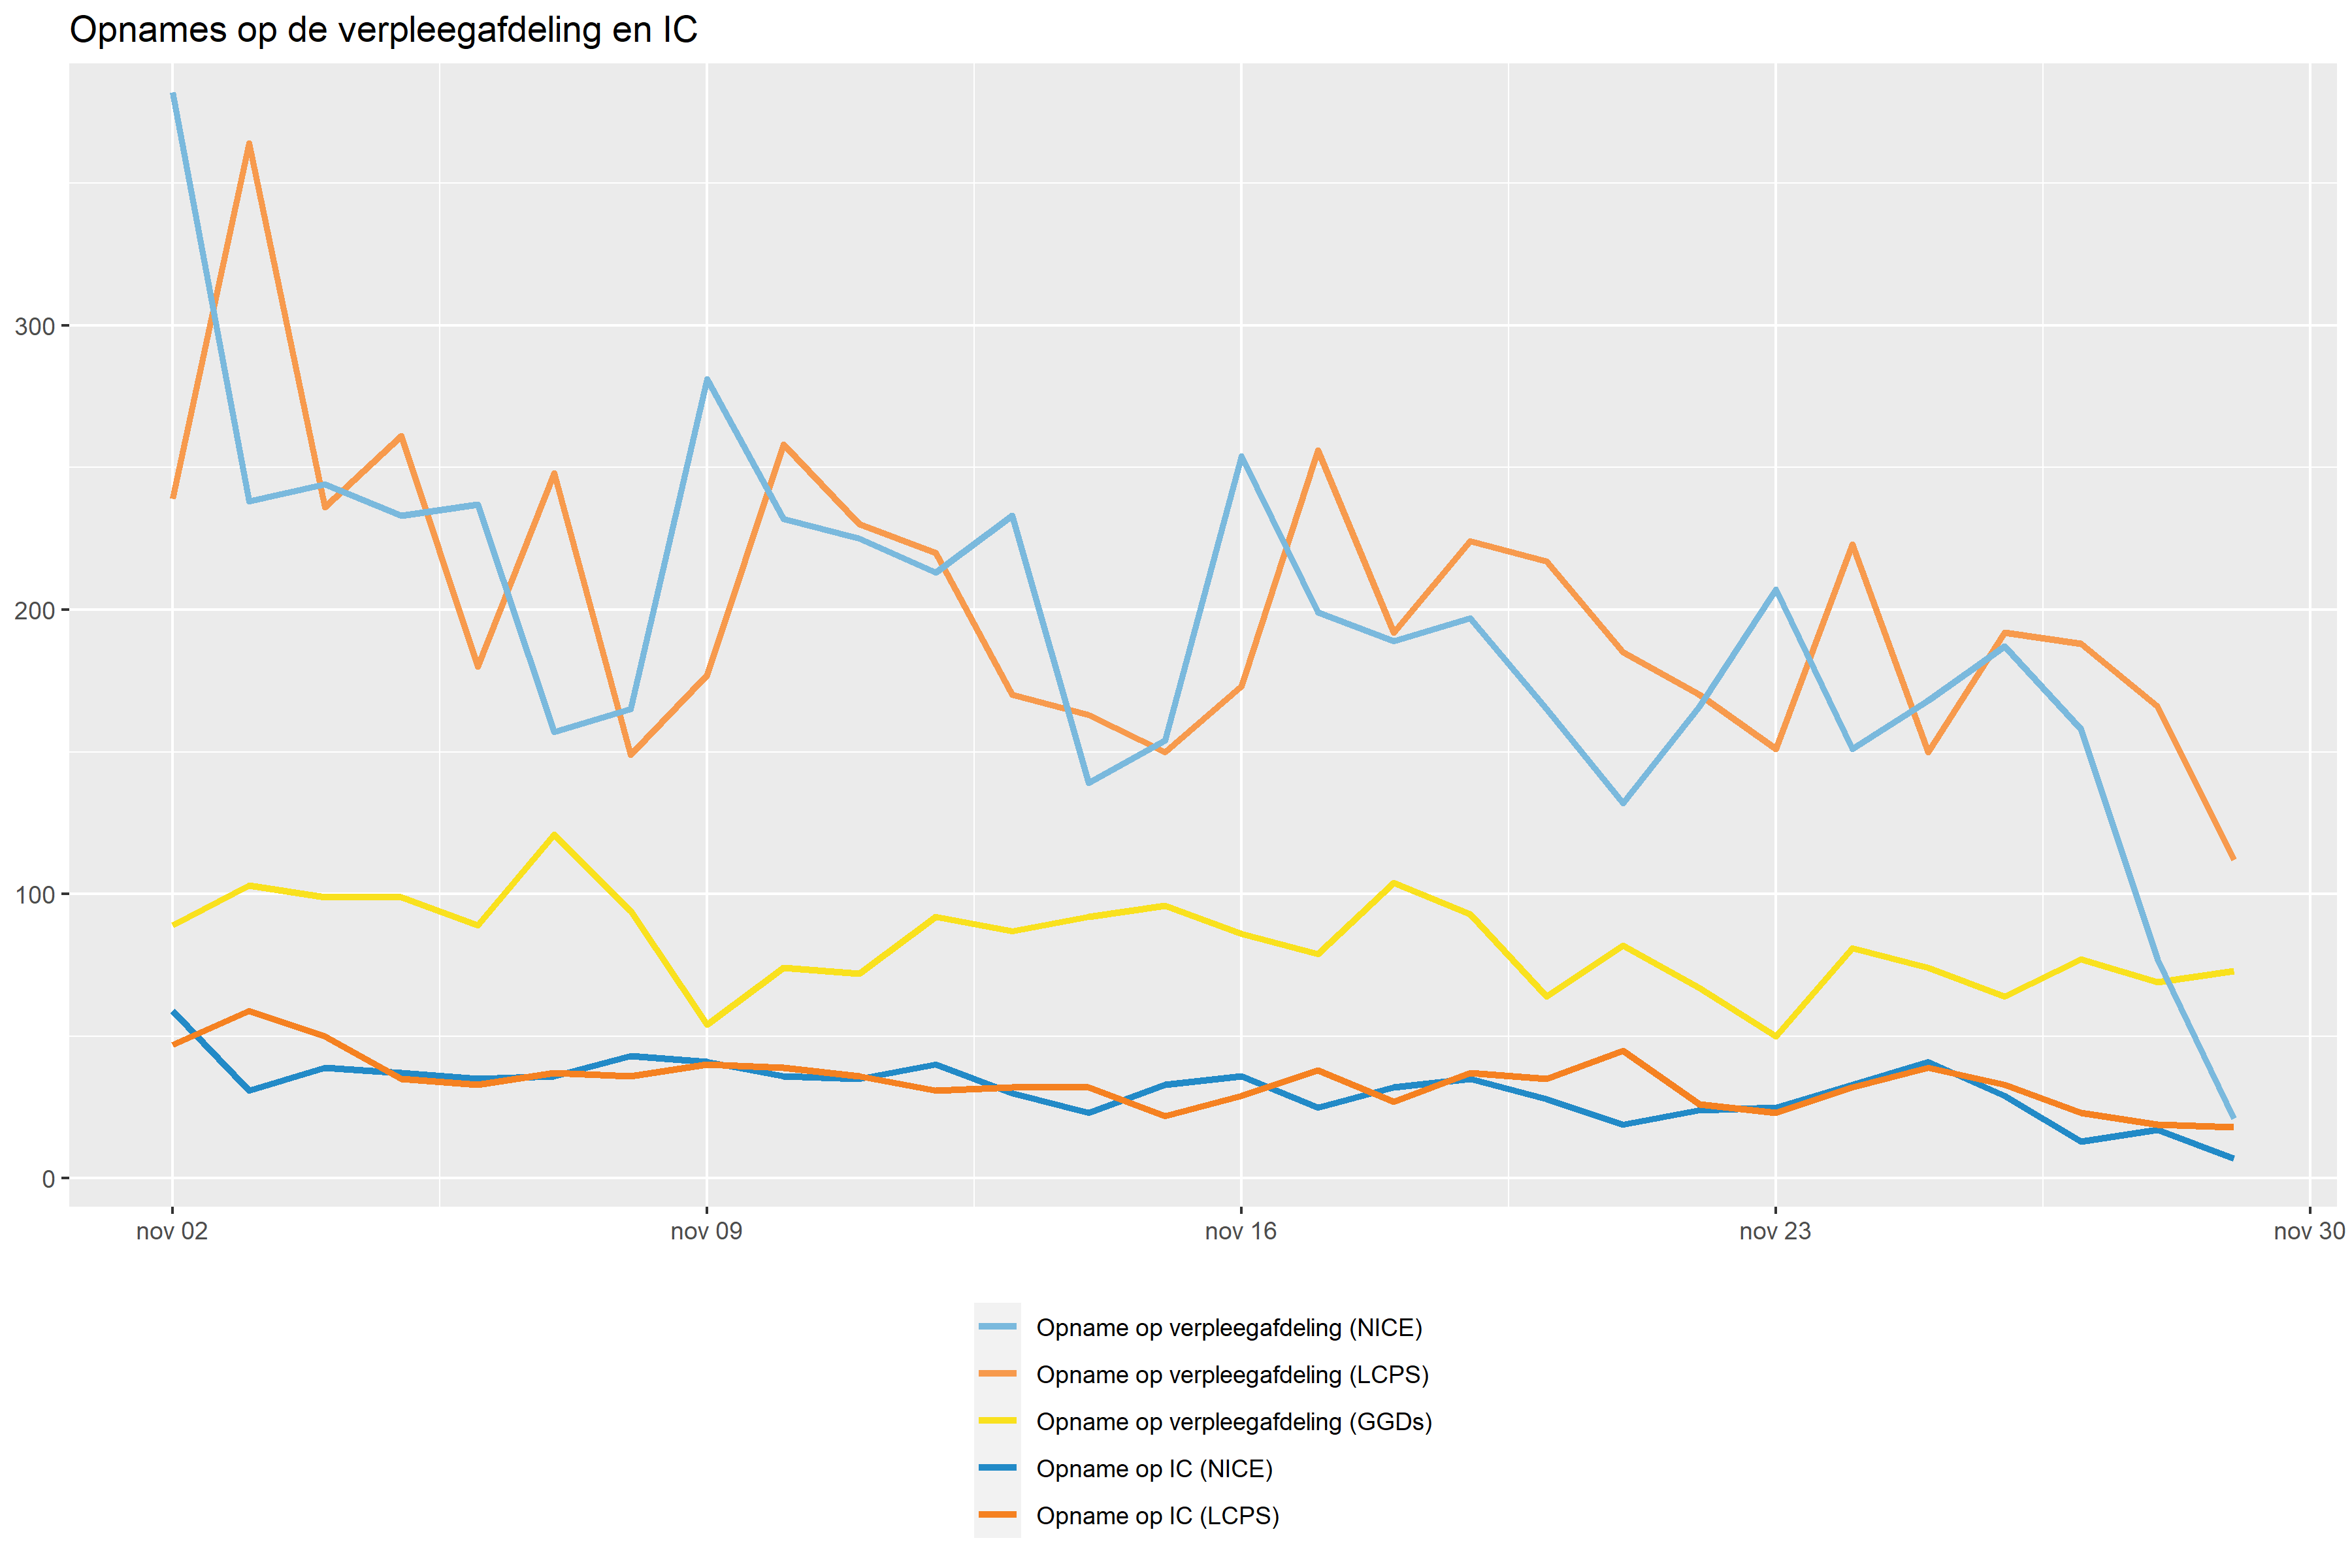 Opnames op de verpleegafdeling en IC
300
200
100
0
nov 02 nov 09 nov 16 nov 23 nov 30
Opname op verpleegafdeling (NICE)
Opname op verpleegafdeling (LCPS)
Opname op verpleegafdeling (GGDs)
Opname op IC (NICE)
Opname op IC (LCPS)